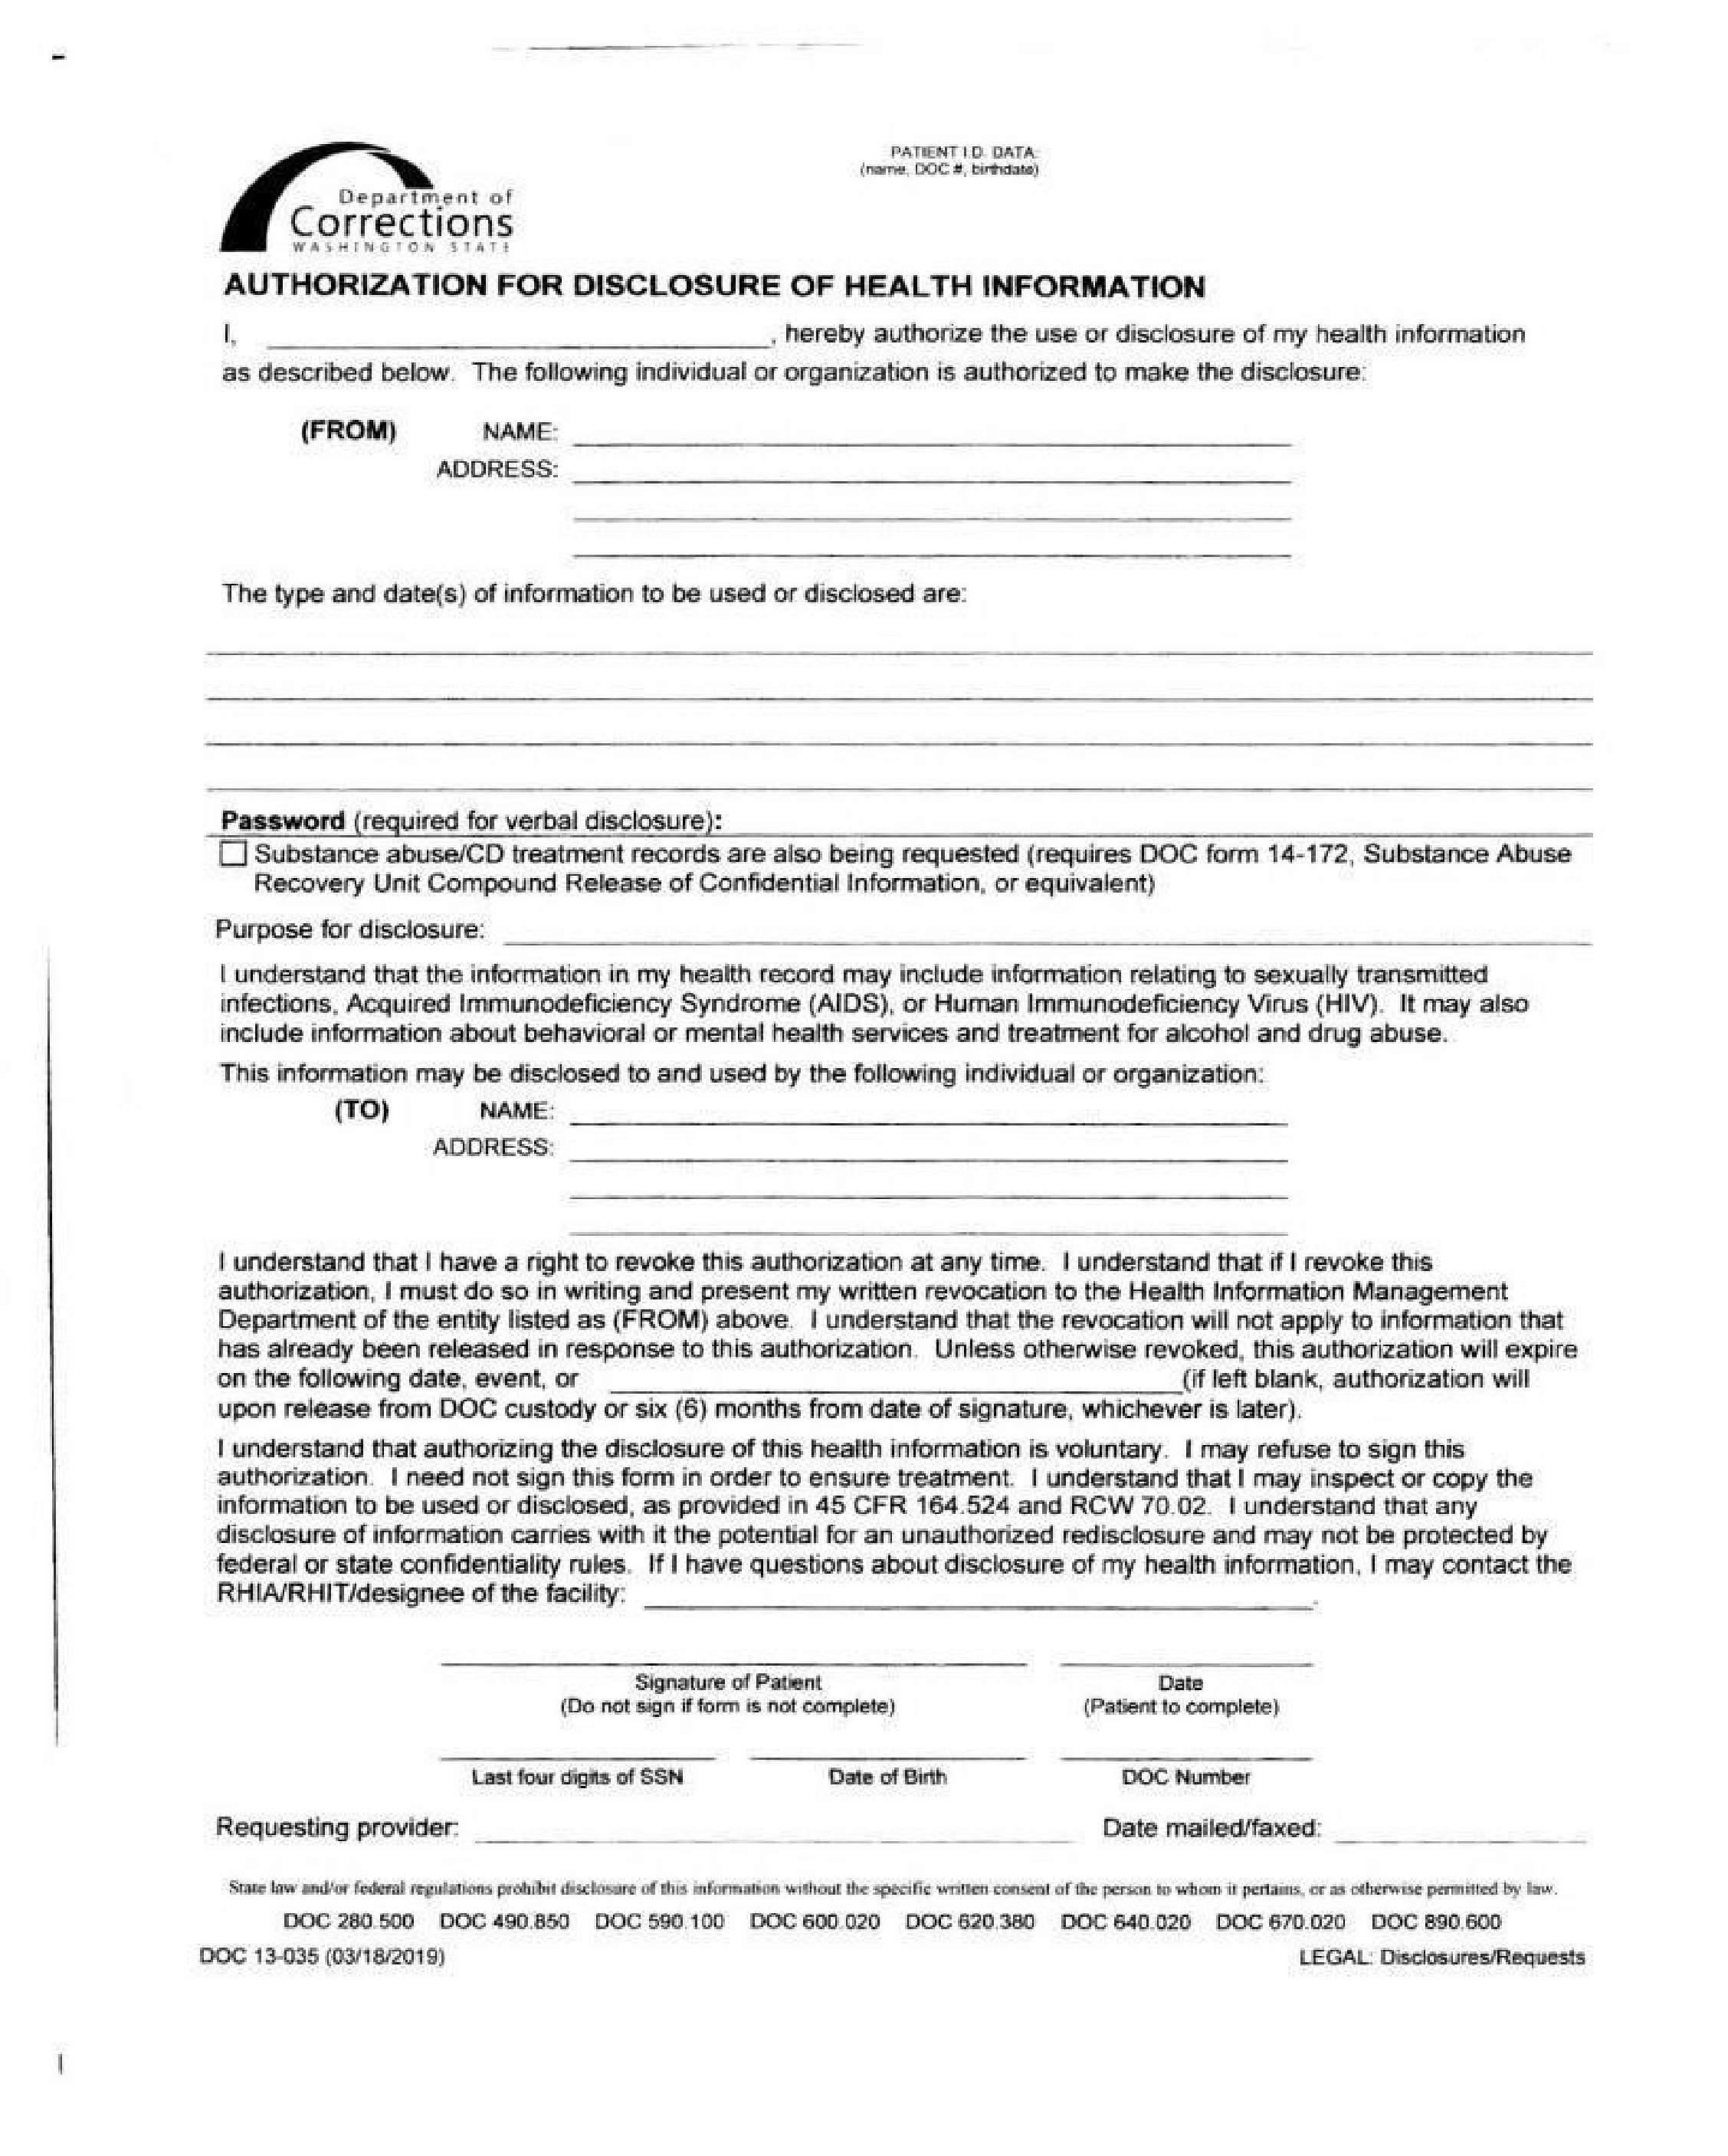 PATIENT I.D. DATA:
(name, DOC #, birthdate)
Department of
Corrections
WASHINGTON STATE
AUTHORIZATION FOR DISCLOSURE OF HEALTH INFORMATION
I, ______________________, hereby authorize the use or disclosure of my health information
as described below. The following individual or organization is authorized to make the disclosure:
(FROM) NAME:
ADDRESS:
The type and date(s) of information to be used or disclosed are:
Password (required for verbal disclosure):
☐ Substance abuse/CD treatment records are also being requested (requires DOC form 14-172, Substance Abuse
Recovery Unit Compound Release of Confidential Information, or equivalent)
Purpose for disclosure:
I understand that the information in my health record may include information relating to sexually transmitted
infections, Acquired Immunodeficiency Syndrome (AIDS), or Human Immunodeficiency Virus (HIV). It may also
include information about behavioral or mental health services and treatment for alcohol and drug abuse.
This information may be disclosed to and used by the following individual or organization:
(TO) NAME:
ADDRESS:
I understand that I have a right to revoke this authorization at any time. I understand that if I revoke this
authorization, I must do so in writing and present my written revocation to the Health Information Management
Department of the entity listed as (FROM) above. I understand that the revocation will not apply to information that
has already been released in response to this authorization. Unless otherwise revoked, this authorization will expire
on the following date, event, or ______________________ (if left blank, authorization will
upon release from DOC custody or six (6) months from date of signature, whichever is later).
I understand that authorizing the disclosure of this health information is voluntary. I may refuse to sign this
authorization. I need not sign this form in order to ensure treatment. I understand that I may inspect or copy the
information to be used or disclosed, as provided in 45 CFR 164.524 and RCW 70.02. I understand that any
disclosure of information carries with it the potential for an unauthorized redisclosure and may not be protected by
federal or state confidentiality rules. If I have questions about disclosure of my health information, I may contact the
RHIA/RHIT/designee of the facility: ______________________.
Signature of Patient Date
(Do not sign if form is not complete) (Patient to complete)
Last four digits of SSN Date of Birth DOC Number
Requesting provider: Date mailed/faxed:
State law and/or federal regulations prohibit disclosure of this information without the specific written consent of the person to whom it pertains, or as otherwise permitted by law.
DOC 280.500 DOC 490.850 DOC 590.100 DOC 600.020 DOC 620.380 DOC 640.020 DOC 670.020 DOC 890.600
DOC 13-035 (03/18/2019) LEGAL: Disclosures/Requests